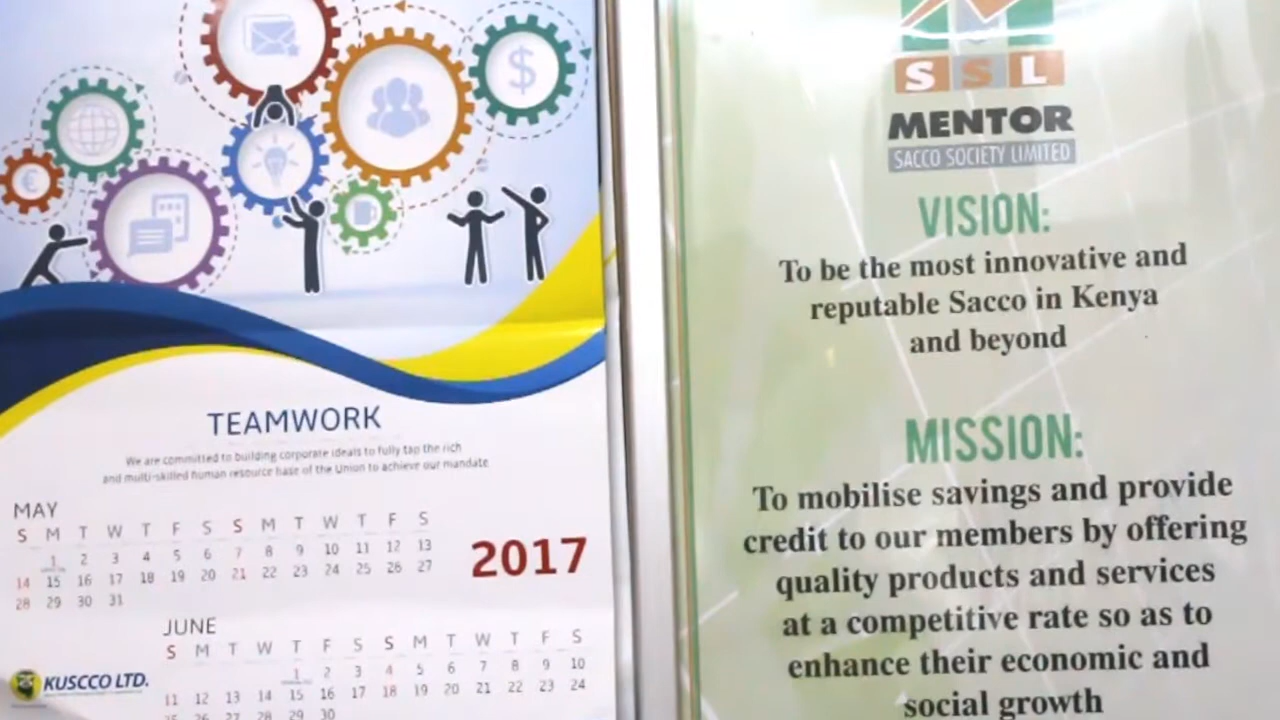 TEAMWORK
We are committed to building corporate ideals to fully tap the rich
and multi-skilled human resource base of the Union to achieve our mandate
MAY
S M T W T F S S M T W T F S
1 2 3 4 5 6 7 8 9 10 11 12 13
14 15 16 17 18 19 20 21 22 23 24 25 26 27
28 29 30 31
2017
JUNE
S M T W T F S S M T W T F S
1 2 3 4 5 6 7 8 9 10
11 12 13 14 15 16 17 18 19 20 21 22 23 24
25 26 27 28 29 30
KUSCCO LTD.
SSL
MENTOR
SACCO SOCIETY LIMITED
VISION:
To be the most innovative and
reputable Sacco in Kenya
and beyond
MISSION:
To mobilise savings and provide
credit to our members by offering
quality products and services
at a competitive rate so as to
enhance their economic and
social growth